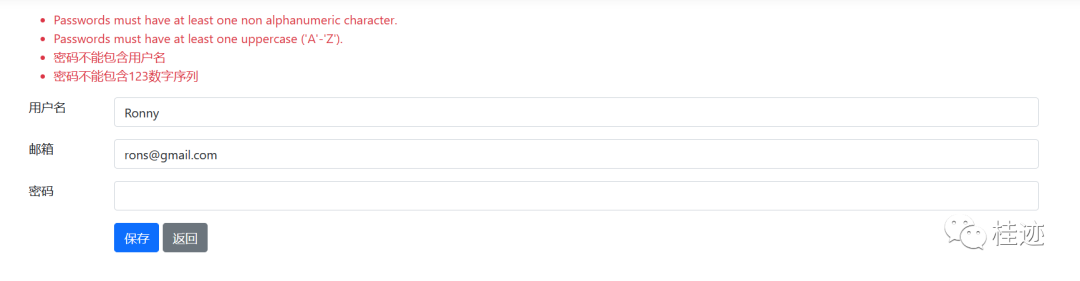 Passwords must have at least one non alphanumeric character.
Passwords must have at least one uppercase ('A'-'Z').
密码不能包含用户名
密码不能包含123数字序列
用户名 Ronny
邮箱 rons@gmail.com
密码
保存 返回
桂迹